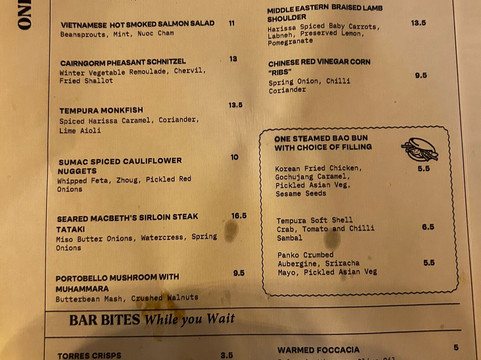 VIETNAMESE HOT SMOKED SALMON SALAD 11
Beansprouts, Mint, Nuoc Cham
CAIRNGORM PHEASANT SCHNITZEL 13
Winter Vegetable Remoulade, Chervil,
Fried Shallot
TEMPURA MONKFISH 13.5
Spiced Harissa Caramel, Coriander,
Lime Aioli
SUMAC SPICED CAULIFLOWER 10
NUGGETS
Whipped Feta, Zhoug, Pickled Red
Onions
SEARED MACBETH'S SIRLOIN STEAK 16.5
TATAKI
Miso Butter Onions, Watercress, Spring
Onions
PORTOBELLO MUSHROOM WITH 9.5
MUHAMMARA
Butterbean Mash, Crushed Walnuts
MIDDLE EASTERN BRAISED LAMB
SHOULDER 13.5
Harissa Spiced Baby Carrots,
Labneh, Preserved Lemon,
Pomegranate
CHINESE RED VINEGAR CORN
"RIBS" 9.5
Spring Onion, Chilli
Coriander
ONE STEAMED BAO BUN
WITH CHOICE OF FILLING
Korean Fried Chicken, 5.5
Gochujang Caramel,
Pickled Asian Veg,
Sesame Seeds
Tempura Soft Shell
Crab, Tomato and Chilli 6.5
Sambal
Panko Crumbed
Aubergine, Sriracha 5.5
Mayo, Pickled Asian Veg
BAR BITES While you Wait
TORRES CRISPS 3.5
WARMED FOCCACIA 5